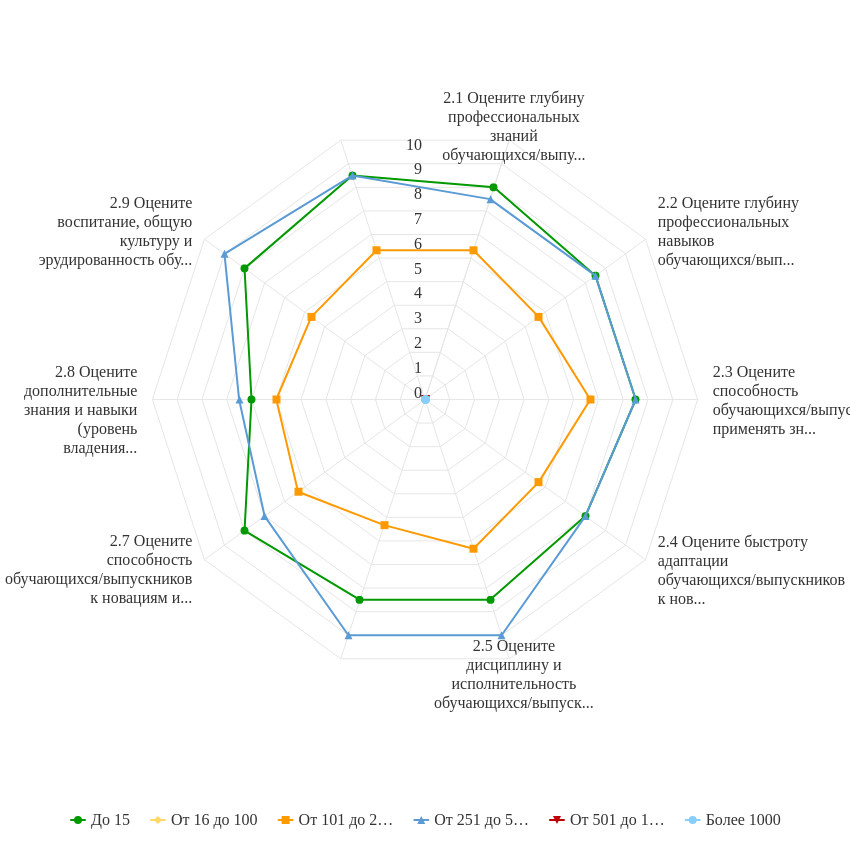 2.1 Оцените глубину
профессиональных
знаний
обучающихся/выпу...
2.2 Оцените глубину
профессиональных
навыков
обучающихся/вып...
2.3 Оцените
способность
обучающихся/выпус
применять зн...
2.4 Оцените быстроту
адаптации
обучающихся/выпускников
к нов...
2.5 Оцените
дисциплину и
исполнительность
обучающихся/выпуск...
2.7 Оцените
способность
обучающихся/выпускников
к новациям и...
2.8 Оцените
дополнительные
знания и навыки
(уровень
владения...
2.9 Оцените
воспитание, общую
культуру и
эрудированность обу...
10
9
8
7
6
5
4
3
2
1
0
До 15
От 16 до 100
От 101 до 2…
От 251 до 5…
От 501 до 1…
Более 1000